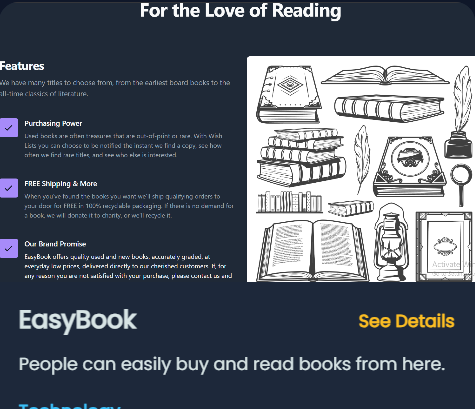 For the Love of Reading
Features
We have many titles to choose from, from the earliest board books to the
all-time classics of literature.
Purchasing Power
Used books are often treasures that are out-of-print or rare. With Wish
Lists you can choose to be notified the instant we find a copy, see how
often we find rare titles, and see who else is interested.
FREE Shipping & More
When you've found the books you want we'll ship qualifying orders to
your door for FREE in 100% recyclable packaging. If there is no demand for
a book, we will donate it to charity, or we'll recycle it.
Our Brand Promise
EasyBook offers quality used and new books, accurately graded, at
everyday low prices, delivered directly to our cherished customers. If, for
any reason you are not satisfied with your purchase, please contact us and
EasyBook
See Details
People can easily buy and read books from here.
Technology